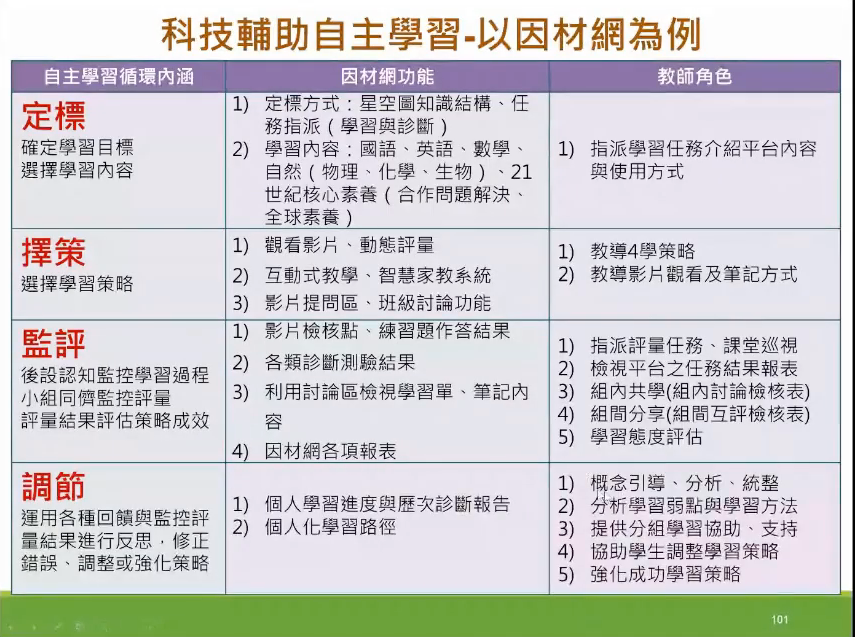 科技輔助自主學習-以因材網為例
自主學習循環內涵
因材網功能
教師角色
定標
確定學習目標
選擇學習內容
1) 定標方式：星空圖知識結構、任
務指派（學習與診斷）
2) 學習內容：國語、英語、數學、
自然（物理、化學、生物）、21
世紀核心素養（合作問題解決、
全球素養）
1) 指派學習任務介紹平台內容
與使用方式
擇策
選擇學習策略
1) 觀看影片、動態評量
2) 互動式教學、智慧家教系統
3) 影片提問區、班級討論功能
1) 教導4學策略
2) 教導影片觀看及筆記方式
監評
後設認知監控學習過程
小組同儕監控評量
評量結果評估策略成效
1) 影片檢核點、練習題作答結果
2) 各類診斷測驗結果
3) 利用討論區檢視學習單、筆記內
容
4) 因材網各項報表
1) 指派評量任務、課堂巡視
2) 檢視平台之任務結果報表
3) 組內共學(組內討論檢核表)
4) 組間分享(組間互評檢核表)
5) 學習態度評估
調節
運用各種回饋與監控評
量結果進行反思，修正
錯誤、調整或強化策略
1) 個人學習進度與歷次診斷報告
2) 個人化學習路徑
1) 概念引導、分析、統整
2) 分析學習弱點與學習方法
3) 提供分組學習協助、支持
4) 協助學生調整學習策略
5) 強化成功學習策略
101